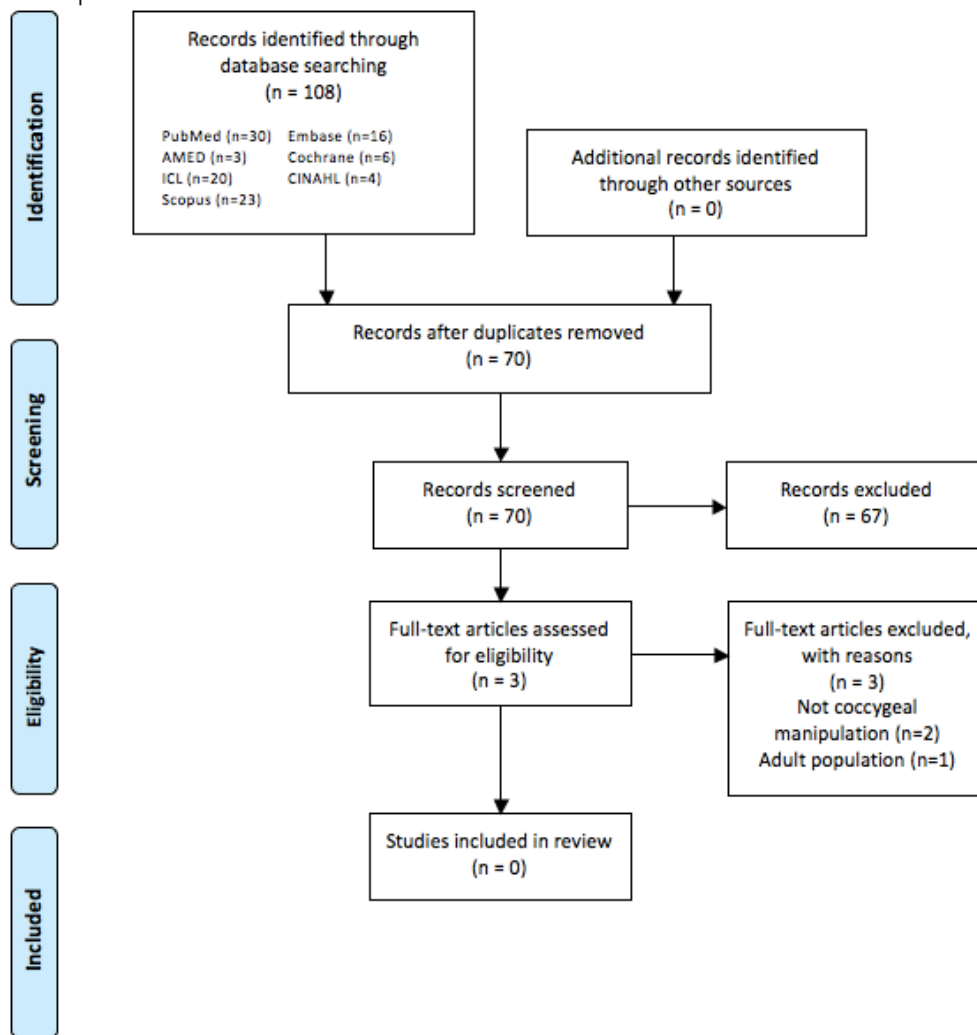 Identification
Records identified through
database searching
(n = 108)
PubMed (n=30) Embase (n=16)
AMED (n=3) Cochrane (n=6)
ICL (n=20) CINAHL (n=4)
Scopus (n=23)
Additional records identified
through other sources
(n = 0)
Records after duplicates removed
(n = 70)
Screening
Records screened
(n = 70)
Records excluded
(n = 67)
Eligibility
Full-text articles assessed
for eligibility
(n = 3)
Full-text articles excluded,
with reasons
(n = 3)
Not coccygeal
manipulation (n=2)
Adult population (n=1)
Included
Studies included in review
(n = 0)